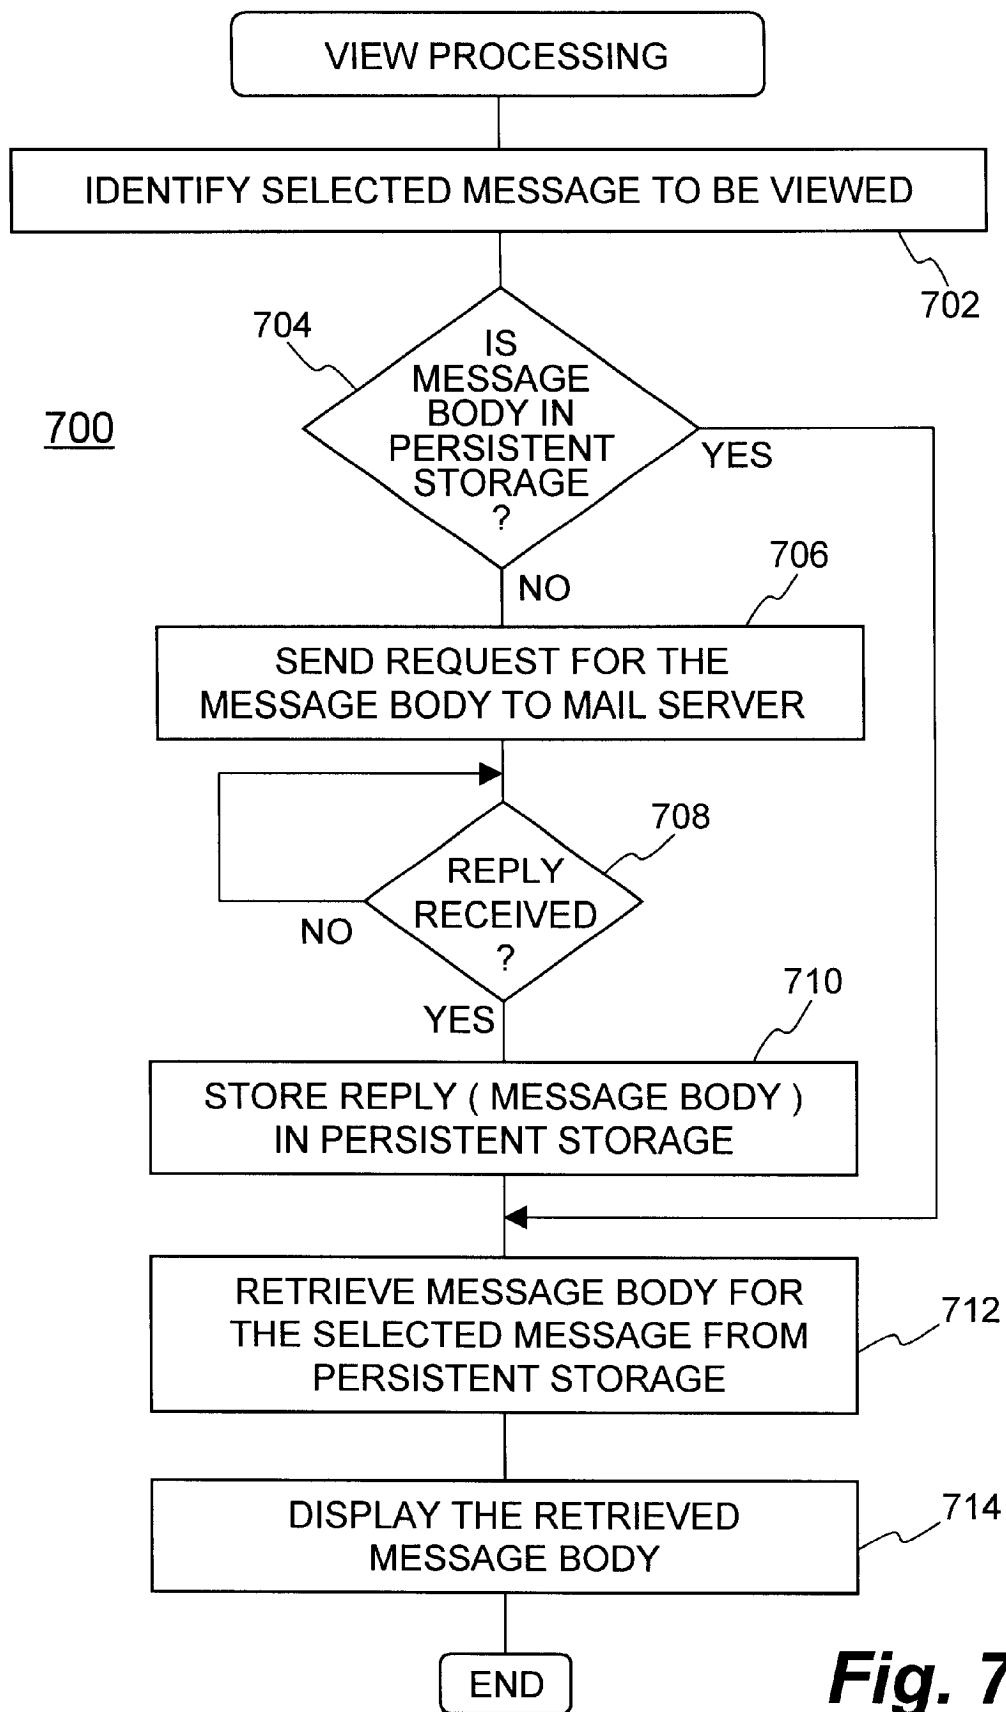 VIEW PROCESSING
IDENTIFY SELECTED MESSAGE TO BE VIEWED
702
704
IS
MESSAGE
BODY IN
PERSISTENT
STORAGE
?
700
YES
NO
706
SEND REQUEST FOR THE
MESSAGE BODY TO MAIL SERVER
708
REPLY
RECEIVED
?
NO
YES
710
STORE REPLY ( MESSAGE BODY )
IN PERSISTENT STORAGE
RETRIEVE MESSAGE BODY FOR
THE SELECTED MESSAGE FROM
PERSISTENT STORAGE
712
DISPLAY THE RETRIEVED
MESSAGE BODY
714
END
Fig. 7